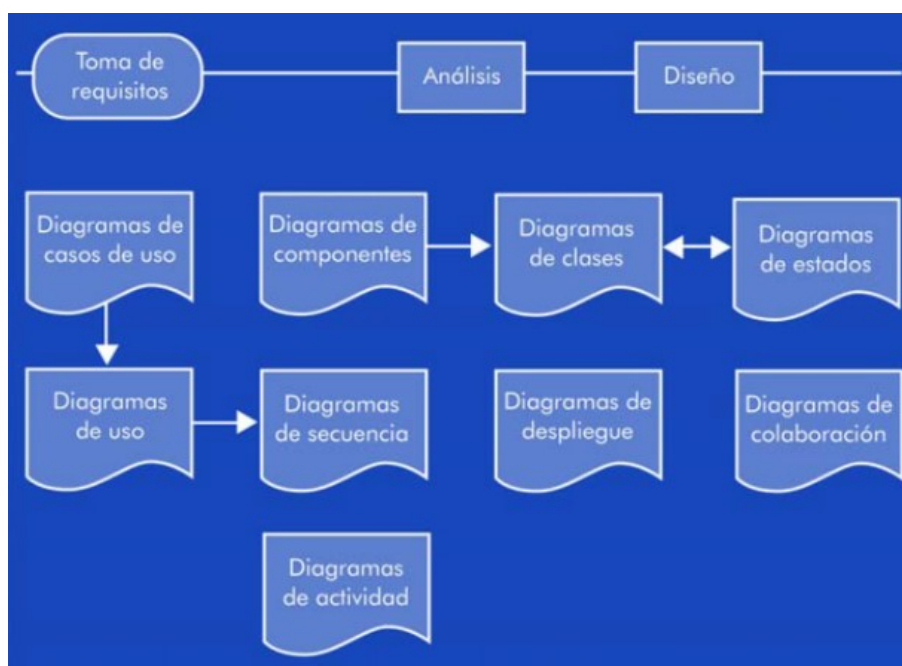 Toma de
requisitos
Análisis
Diseño
Diagramas de
casos de uso
Diagramas de
componentes
Diagramas
de clases
Diagramas
de estados
Diagramas
de uso
Diagramas
de secuencia
Diagramas de
despliegue
Diagramas de
colaboración
Diagramas
de actividad